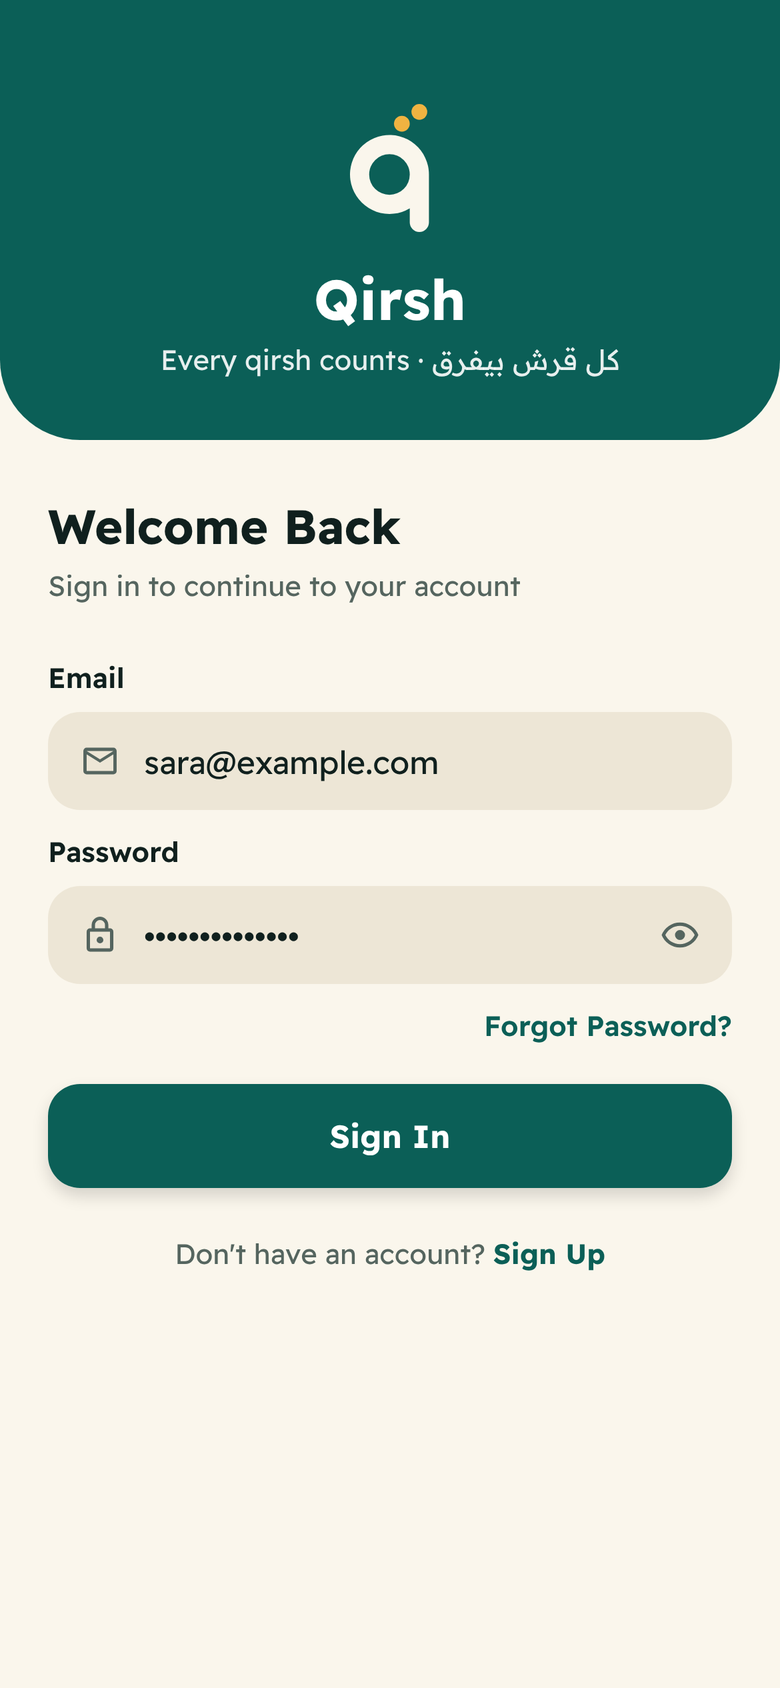 Qirsh
Every qirsh counts · كل قرش بيفرق
Welcome Back
Sign in to continue to your account
Email
sara@example.com
Password
••••••••••••••
Forgot Password?
Sign In
Don't have an account? Sign Up